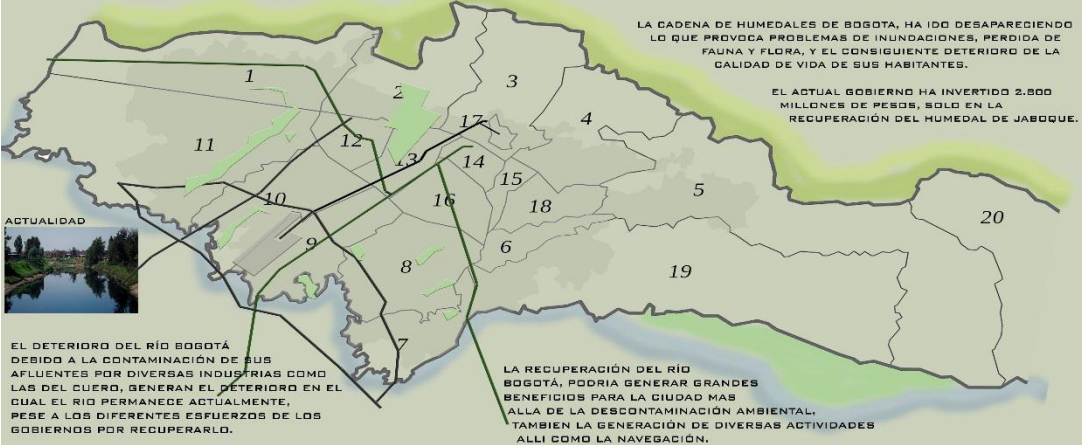 LA CADENA DE HUMEDALES DE BOGOTA, HA IDO DESAPARECIENDO
LO QUE PROVOCA PROBLEMAS DE INUNDACIONES, PERDIDA DE
FAUNA Y FLORA, Y EL CONSIGUIENTE DETERIORO DE LA
CALIDAD DE VIDA DE SUS HABITANTES.
EL ACTUAL GOBIERNO HA INVERTIDO 2.800
MILLONES DE PESOS, SOLO EN LA
RECUPERACIÓN DEL HUMEDAL DE JABOQUE.
1
2
3
4
17
11
12
13
14
15
5
10
16
18
20
9
8
6
19
7
ACTUALIDAD
EL DETERIORO DEL RÍO BOGOTÁ
DEBIDO A LA CONTAMINACIÓN DE SUS
AFLUENTES POR DIVERSAS INDUSTRIAS COMO
LAS DEL CUERO, GENERAN EL DETERIORO EN EL
CUAL EL RIO PERMANECE ACTUALMENTE,
PESE A LOS DIFERENTES ESFUERZOS DE LOS
GOBIERNOS POR RECUPERARLO.
LA RECUPERACIÓN DEL RÍO
BOGOTÁ, PODRIA GENERAR GRANDES
BENEFICIOS PARA LA CIUDAD MAS
ALLA DE LA DESCONTAMINACIÓN AMBIENTAL,
TAMBIEN LA GENERACIÓN DE DIVERSAS ACTIVIDADES
ALLI COMO LA NAVEGACIÓN.